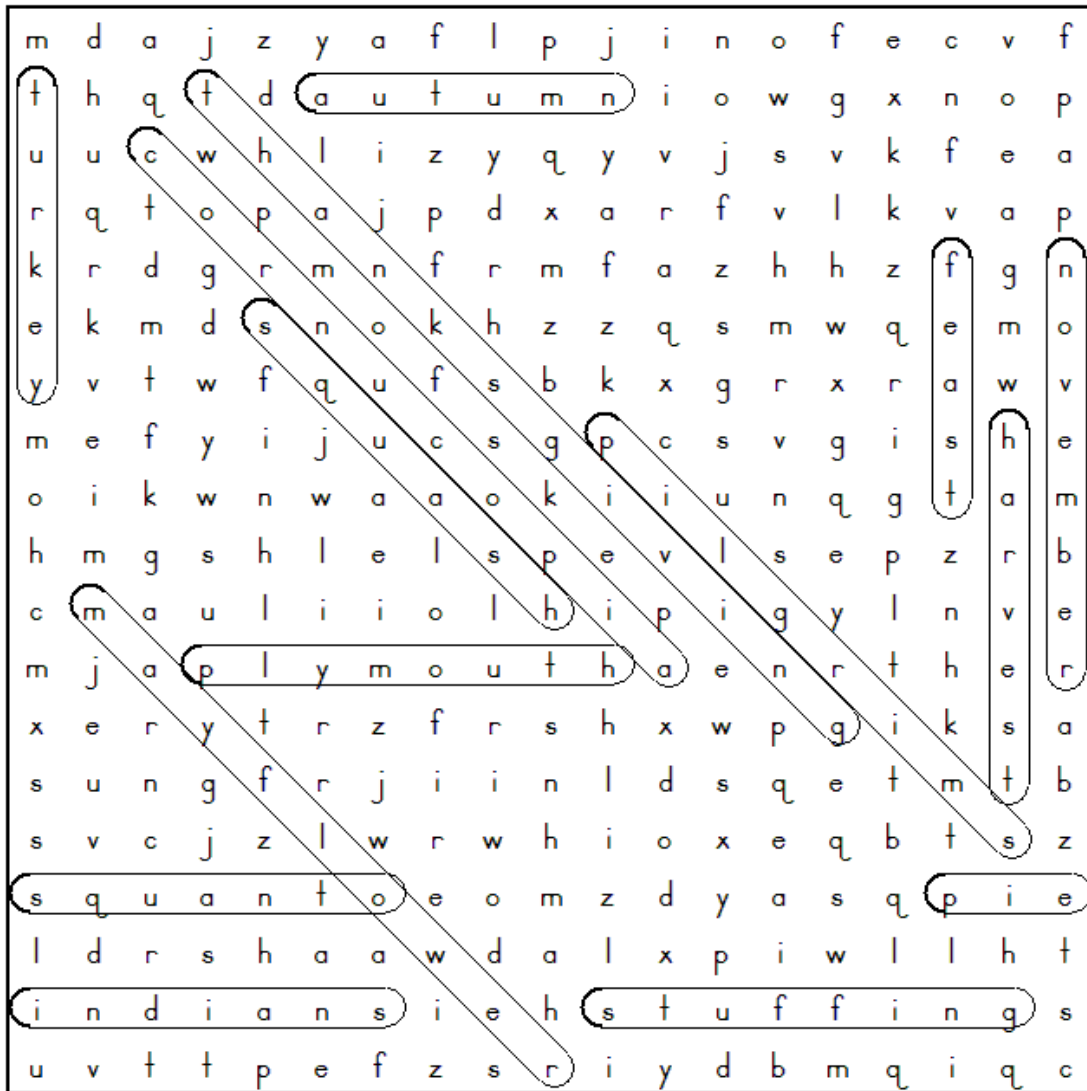 m d a j z y a f l p j i n o f e c v f
t h q t d a u t u m n i o w g x n o p
u u c w h l i z y q y v j s v k f e a
r q t o p a j p d x a r f v l k v a p
k r d g r m n f r m f a z h h z f g n
e k m d s n o k h z z q s m w q e m o
y v t w f q u f s b k x g r x r a w v
m e f y i j u c s g p c s v g i s h e
o i k w n w a a o k i i u n q g t a m
h m g s h l e l s p e v l s e p z r b
c m a u l i i o l h i p i g y l n v e
m j a p l y m o u t h a e n r t h e r
x e r y t r z f r s h x w p g i k s a
s u n g f r j i i n l d s q e t m t b
s v c j z l w r w h i o x e q b t s z
s q u a n t o e o m z d y a s q p i e
l d r s h a a w d a l x p i w l l h t
i n d i a n s i e h s t u f f i n g s
u v t t p e f z s r i y d b m q i q c